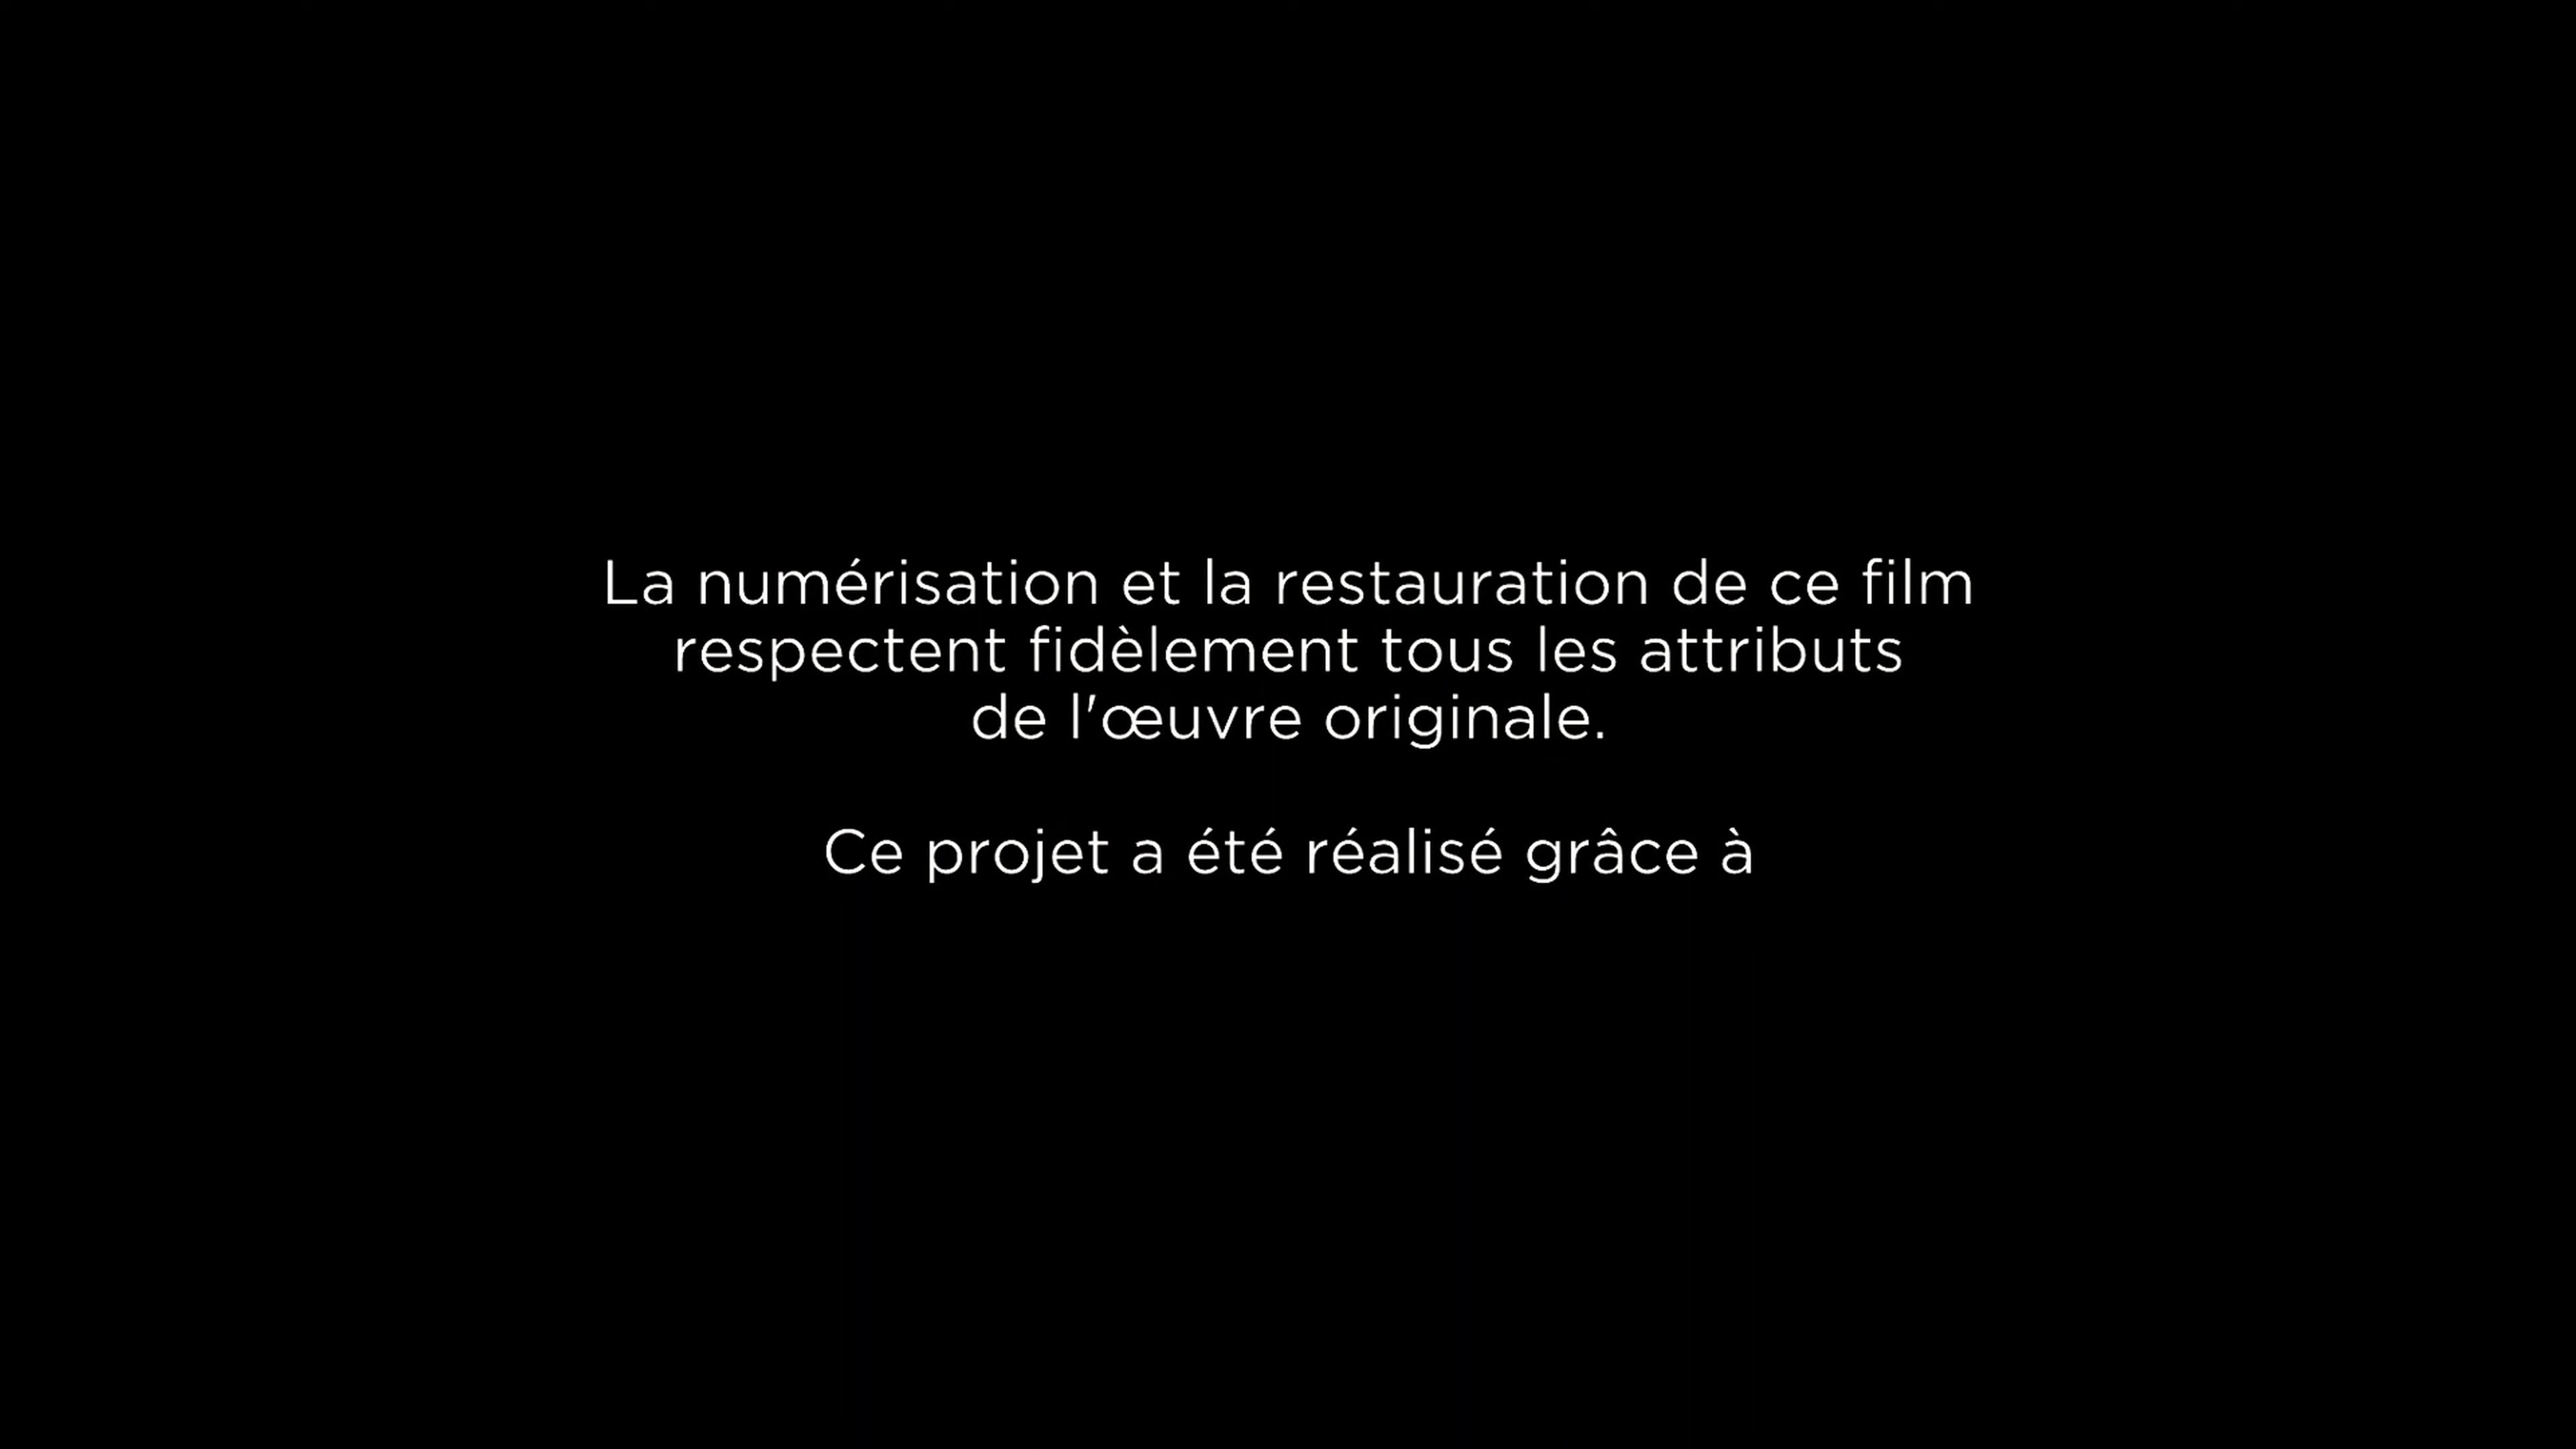 La numérisation et la restauration de ce film
respectent fidèlement tous les attributs
de l'œuvre originale.
Ce projet a été réalisé grâce à